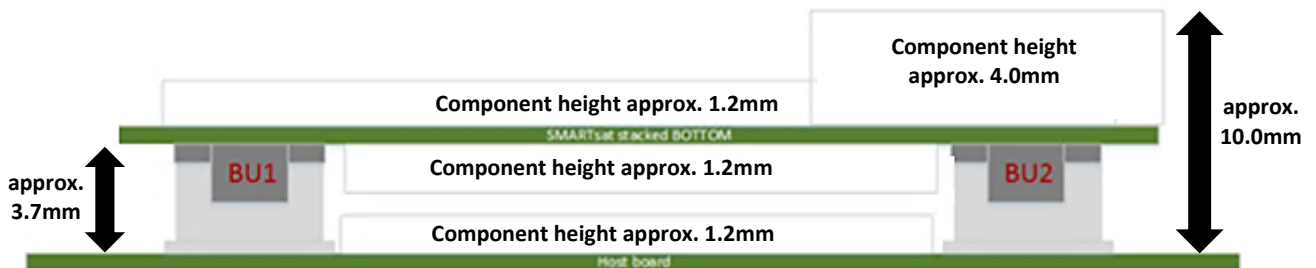 Component height
approx. 4.0mm
Component height approx. 1.2mm
approx.
10.0mm
SMARTsat stacked BOTTOM
BU1
Component height approx. 1.2mm
BU2
approx.
3.7mm
Component height approx. 1.2mm
Host board